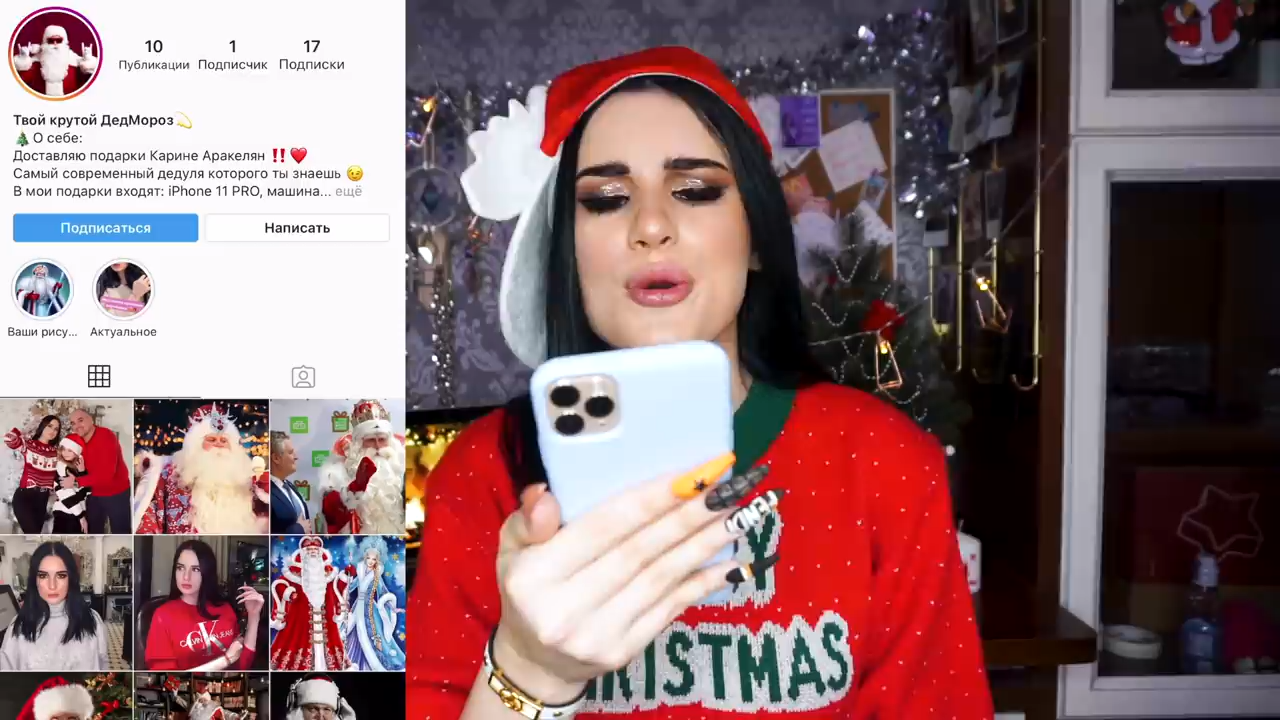 10 1 17
Публикации Подписчик Подписки
Твой крутой ДедМороз💫
🎄О себе:
Доставляю подарки Карине Аракелян ‼️❤️
Самый современный дедуля которого ты знаешь 😉
В мои подарки входят: iPhone 11 PRO, машина... ещё
Подписаться Написать
Ваши рису... Актуальное